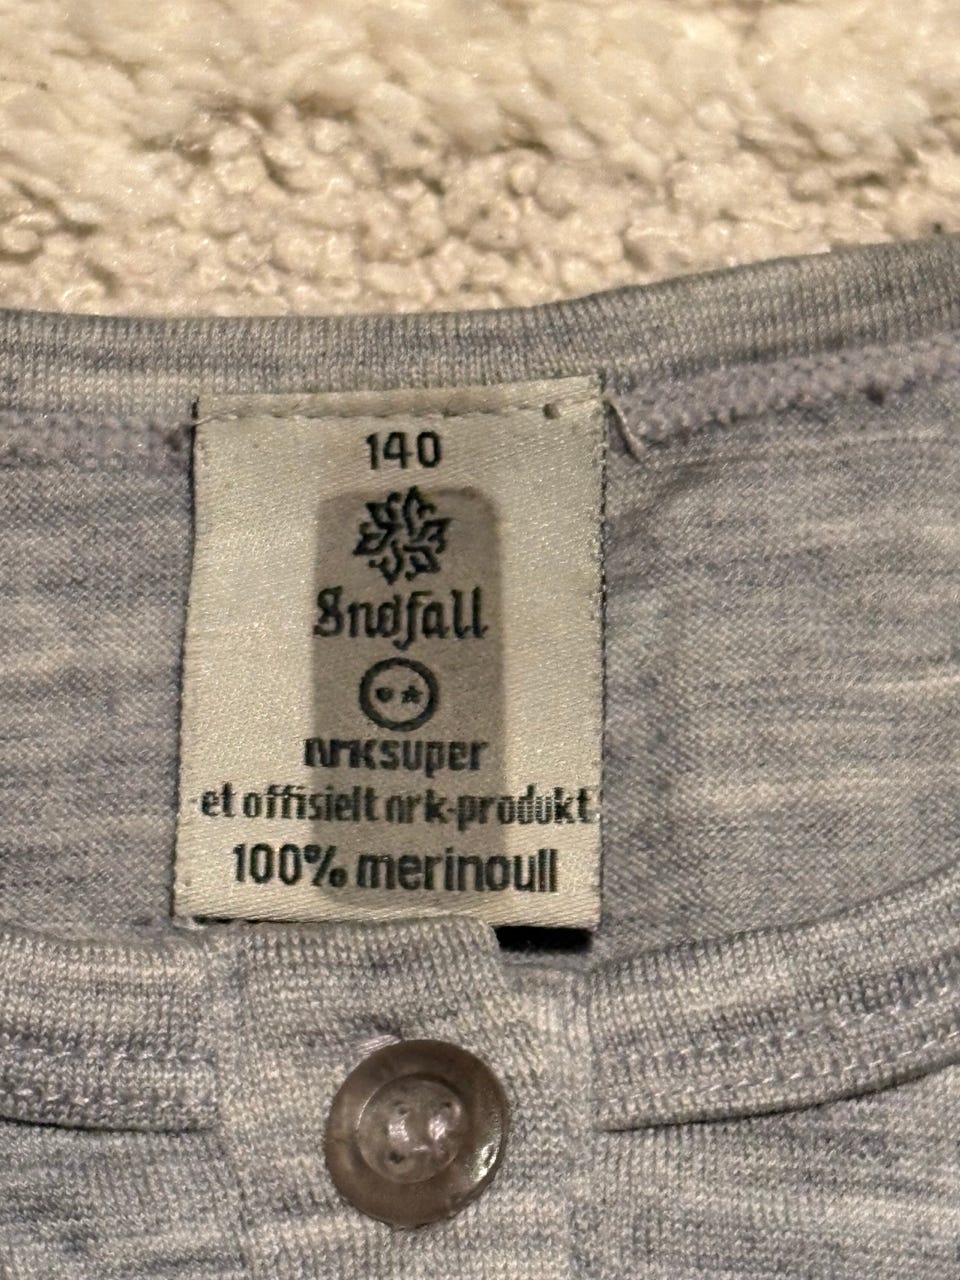 140
Snøfall
nrksuper
et offisielt nrk-produkt
100% merinoull